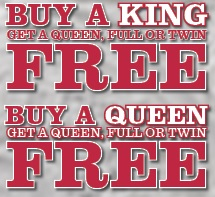 BUY A KING
GET A QUEEN, FULL OR TWIN
FREE
BUY A QUEEN
GET A QUEEN, FULL OR TWIN
FREE